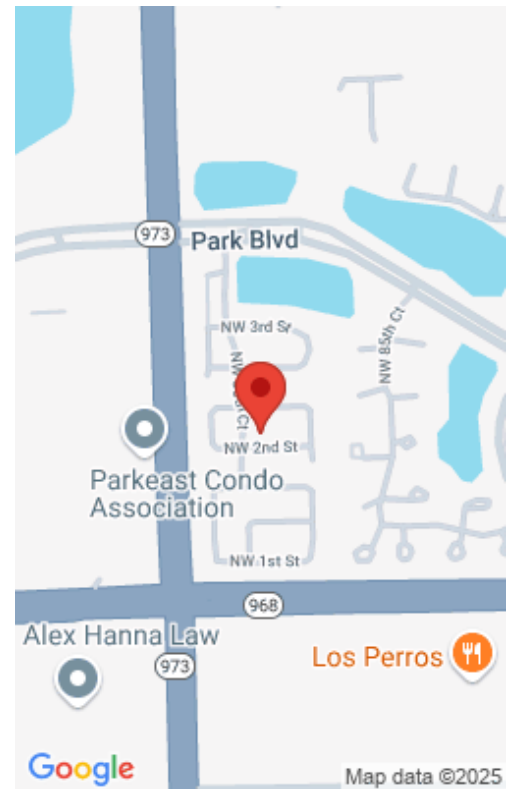 973
Park Blvd
NW 3rd Sr
NW 85th Ct
NW 2nd St
Parkeast Condo
Association
NW 1st St
968
Alex Hanna Law
973
Los Perros
Google
Map data ©2025